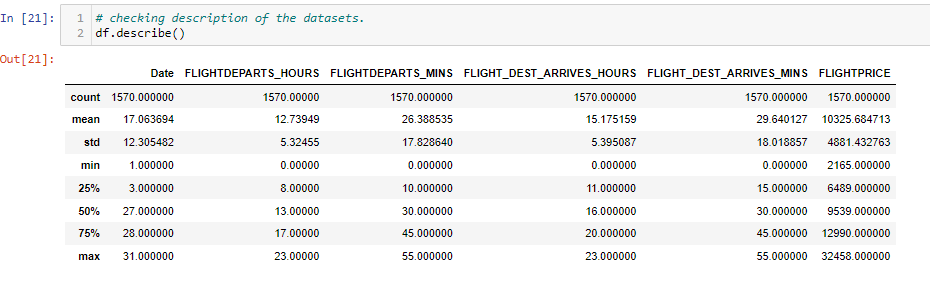 In [21]: 1 # checking description of the datasets.
2 df.describe()
Out[21]:
Date FLIGHTDEPARTS_HOURS FLIGHTDEPARTS_MINS FLIGHT_DEST_ARRIVES_HOURS FLIGHT_DEST_ARRIVES_MINS FLIGHTPRICE
count 1570.000000 1570.00000 1570.000000 1570.000000 1570.000000 1570.000000
mean 17.063694 12.73949 26.388535 15.175159 29.640127 10325.684713
std 12.305482 5.32455 17.828640 5.395087 18.018857 4881.432763
min 1.000000 0.00000 0.000000 0.000000 0.000000 2165.000000
25% 3.000000 8.00000 10.000000 11.000000 15.000000 6489.000000
50% 27.000000 13.00000 30.000000 16.000000 30.000000 9539.000000
75% 28.000000 17.00000 45.000000 20.000000 45.000000 12990.000000
max 31.000000 23.00000 55.000000 23.000000 55.000000 32458.000000